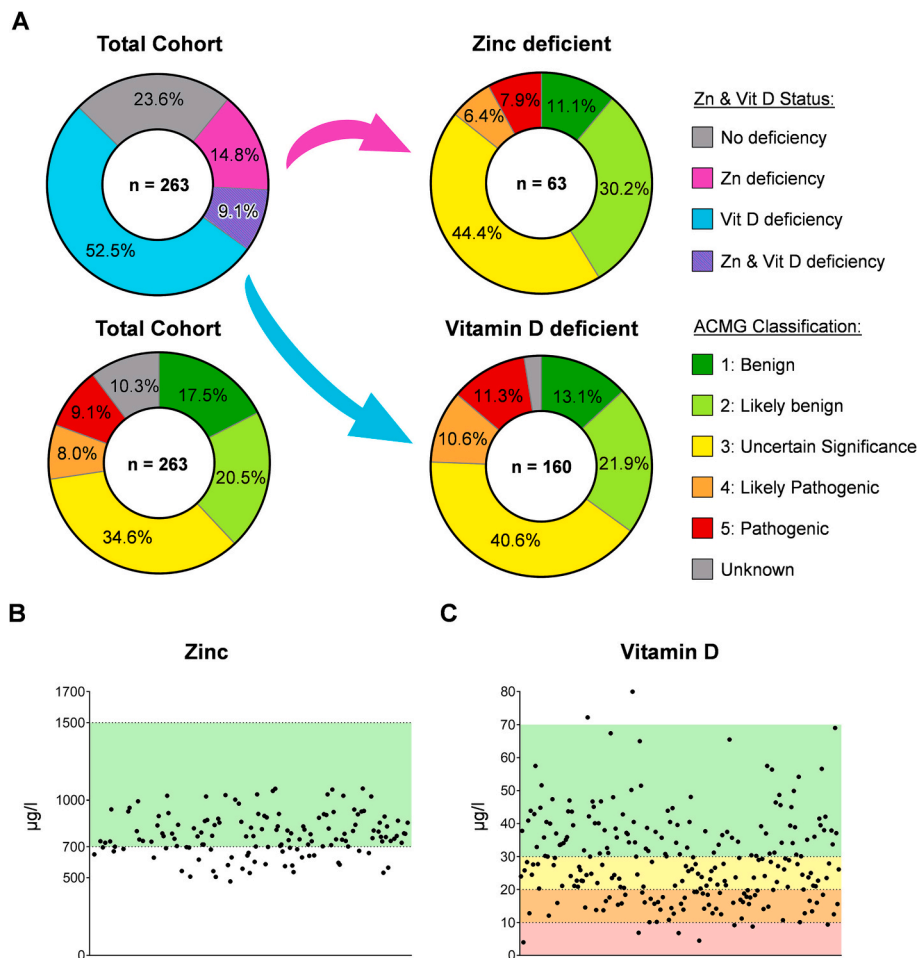 A
Total Cohort
23.6%
14.8%
9.1%
52.5%
n = 263
Zinc deficient
7.9%
11.1%
6.4%
30.2%
44.4%
n = 63
Zn & Vit D Status:
No deficiency
Zn deficiency
Vit D deficiency
Zn & Vit D deficiency
Total Cohort
10.3%
17.5%
9.1%
8.0%
20.5%
34.6%
n = 263
Vitamin D deficient
11.3%
13.1%
10.6%
21.9%
40.6%
n = 160
ACMG Classification:
1: Benign
2: Likely benign
3: Uncertain Significance
4: Likely Pathogenic
5: Pathogenic
Unknown
B
Zinc
1700
1500
1000
700
500
0
µg/l
C
Vitamin D
80
70
60
50
40
30
20
10
0
µg/l